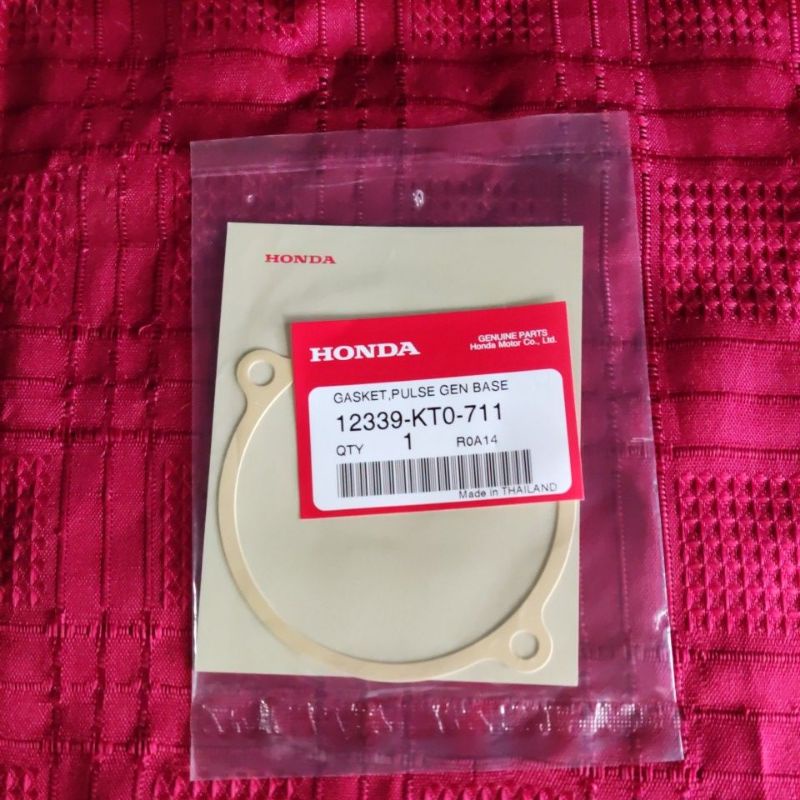 HONDA
HONDA
GENUINE PARTS
Honda Motor Co., Ltd.
GASKET,PULSE GEN BASE
12339-KT0-711
QTY 1 R0A14
Made in THAILAND